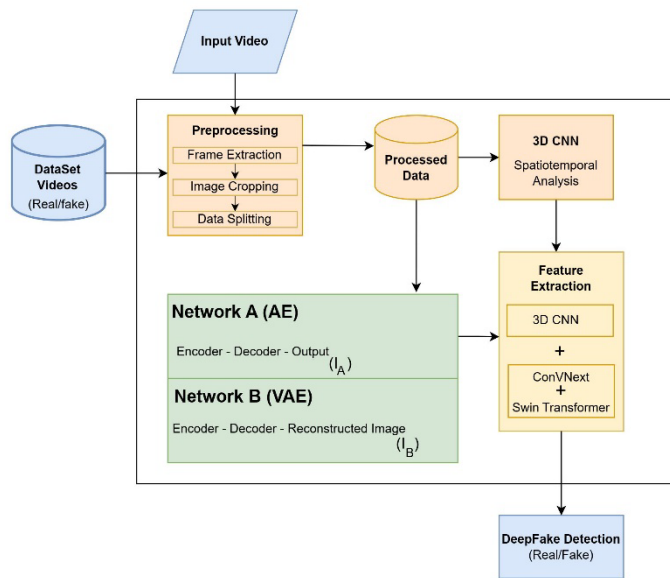 Input Video
DataSet
Videos
(Real/fake)
Preprocessing
Frame Extraction
Image Cropping
Data Splitting
Processed
Data
3D CNN
Spatiotemporal
Analysis
Network A (AE)
Encoder - Decoder - Output
(I_A)
Network B (VAE)
Encoder - Decoder - Reconstructed Image
(I_B)
Feature
Extraction
3D CNN
+
ConVNext
+
Swin Transformer
DeepFake Detection
(Real/Fake)